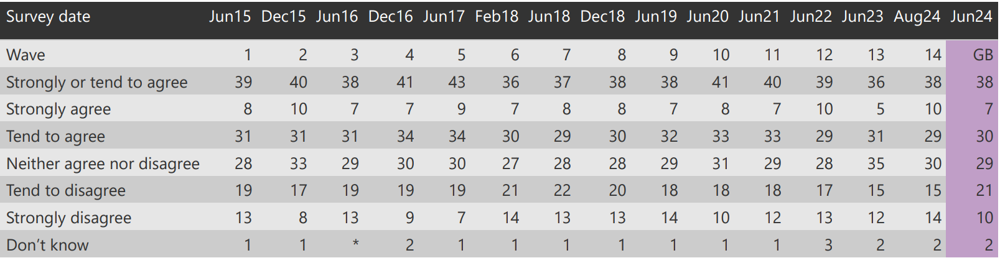 Survey date Jun15 Dec15 Jun16 Dec16 Jun17 Feb18 Jun18 Dec18 Jun19 Jun20 Jun21 Jun22 Jun23 Aug24 Jun24
Wave 1 2 3 4 5 6 7 8 9 10 11 12 13 14 GB
Strongly or tend to agree 39 40 38 41 43 36 37 38 38 41 40 39 36 38 38
Strongly agree 8 10 7 7 9 7 8 8 7 8 7 10 5 10 7
Tend to agree 31 31 31 34 34 30 29 30 32 33 33 29 31 29 30
Neither agree nor disagree 28 33 29 30 30 27 28 28 29 31 29 28 35 30 29
Tend to disagree 19 17 19 19 19 21 22 20 18 18 18 17 15 15 21
Strongly disagree 13 8 13 9 7 14 13 13 14 10 12 13 12 14 10
Don’t know 1 1 * 2 1 1 1 1 1 1 1 3 2 2 2